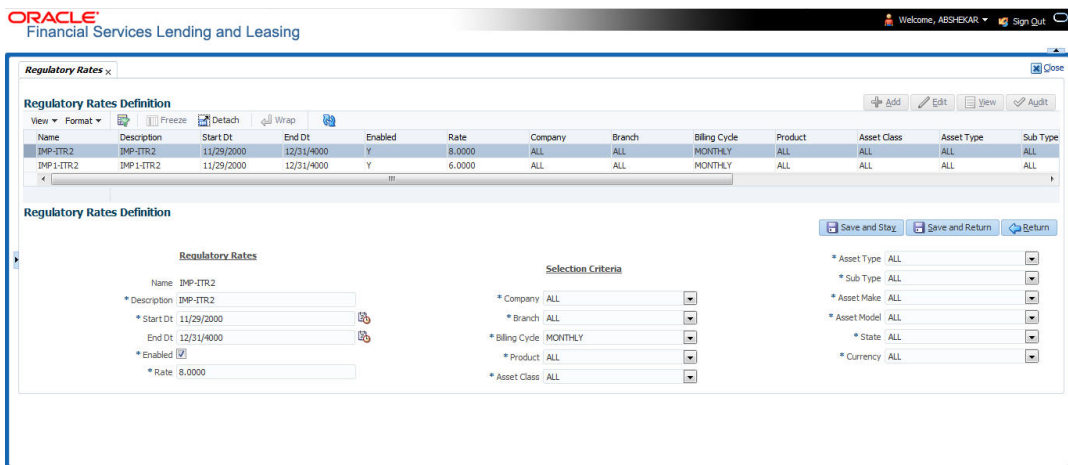 ORACLE®
Financial Services Lending and Leasing
Welcome, ABSHEKAR Sign Out
Regulatory Rates x
Close
Regulatory Rates Definition
Add Edit View Audit
View Format Freeze Detach Wrap
Name Description Start Dt End Dt Enabled Rate Company Branch Billing Cycle Product Asset Class Asset Type Sub Type
IMP-ITR2 IMP-ITR2 11/29/2000 12/31/4000 Y 8.0000 ALL ALL MONTHLY ALL ALL ALL ALL
IMP1-ITR2 IMP1-ITR2 11/29/2000 12/31/4000 Y 6.0000 ALL ALL MONTHLY ALL ALL ALL ALL
Regulatory Rates Definition
Save and Stay Save and Return Return
Regulatory Rates
Name IMP-ITR2
* Description IMP-ITR2
* Start Dt 11/29/2000
End Dt 12/31/4000
* Enabled
* Rate 8.0000
Selection Criteria
* Company ALL
* Branch ALL
* Billing Cycle MONTHLY
* Product ALL
* Asset Class ALL
* Asset Type ALL
* Sub Type ALL
* Asset Make ALL
* Asset Model ALL
* State ALL
* Currency ALL